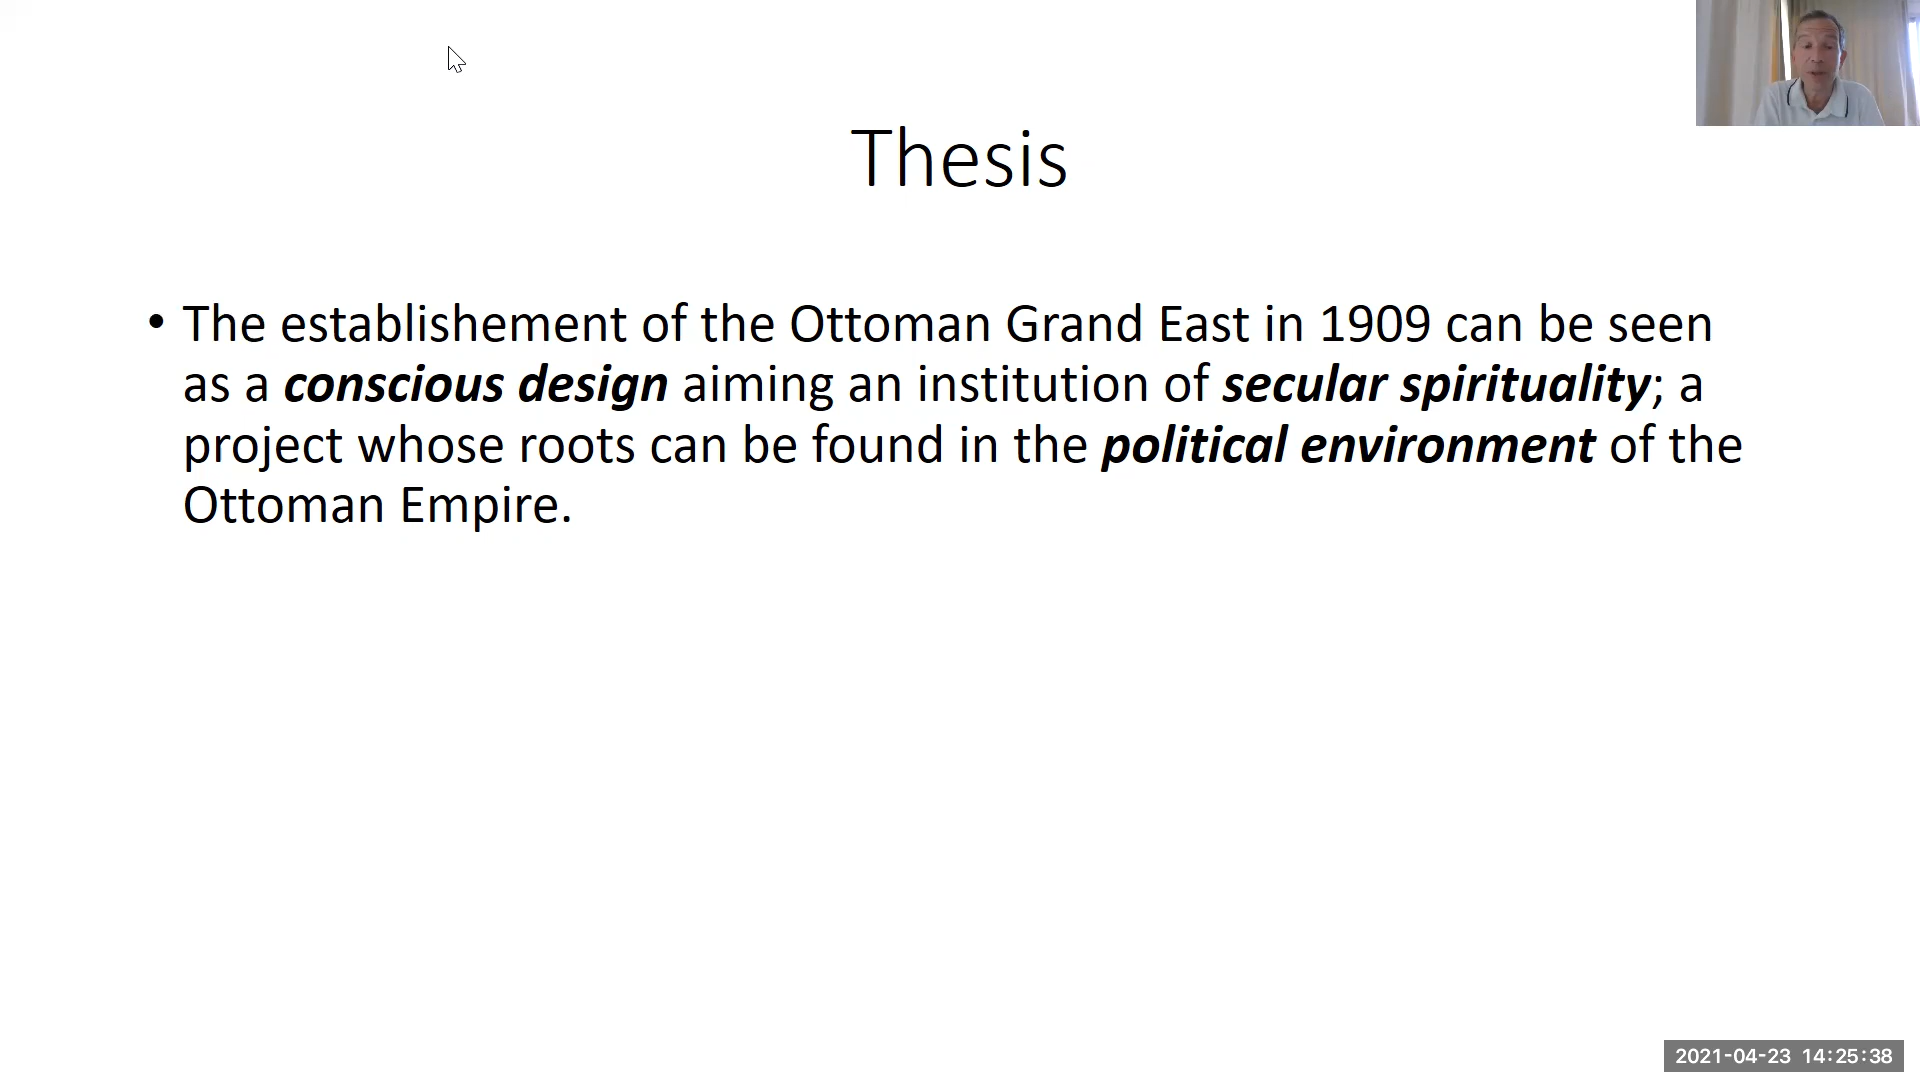 Thesis
• The establishement of the Ottoman Grand East in 1909 can be seen
as a conscious design aiming an institution of secular spirituality; a
project whose roots can be found in the political environment of the
Ottoman Empire.
2021-04-23 14:25:38